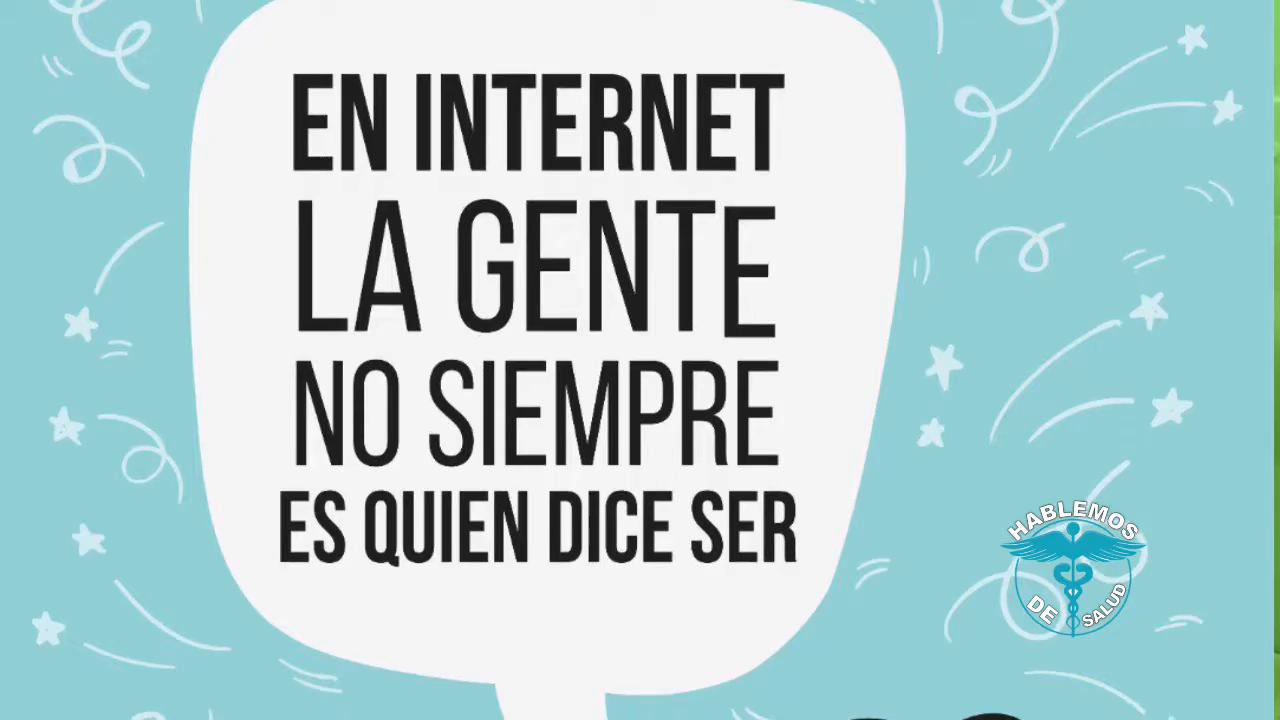 EN INTERNET
LA GENTE
NO SIEMPRE
ES QUIEN DICE SER
HABLEMOS
DE SALUD